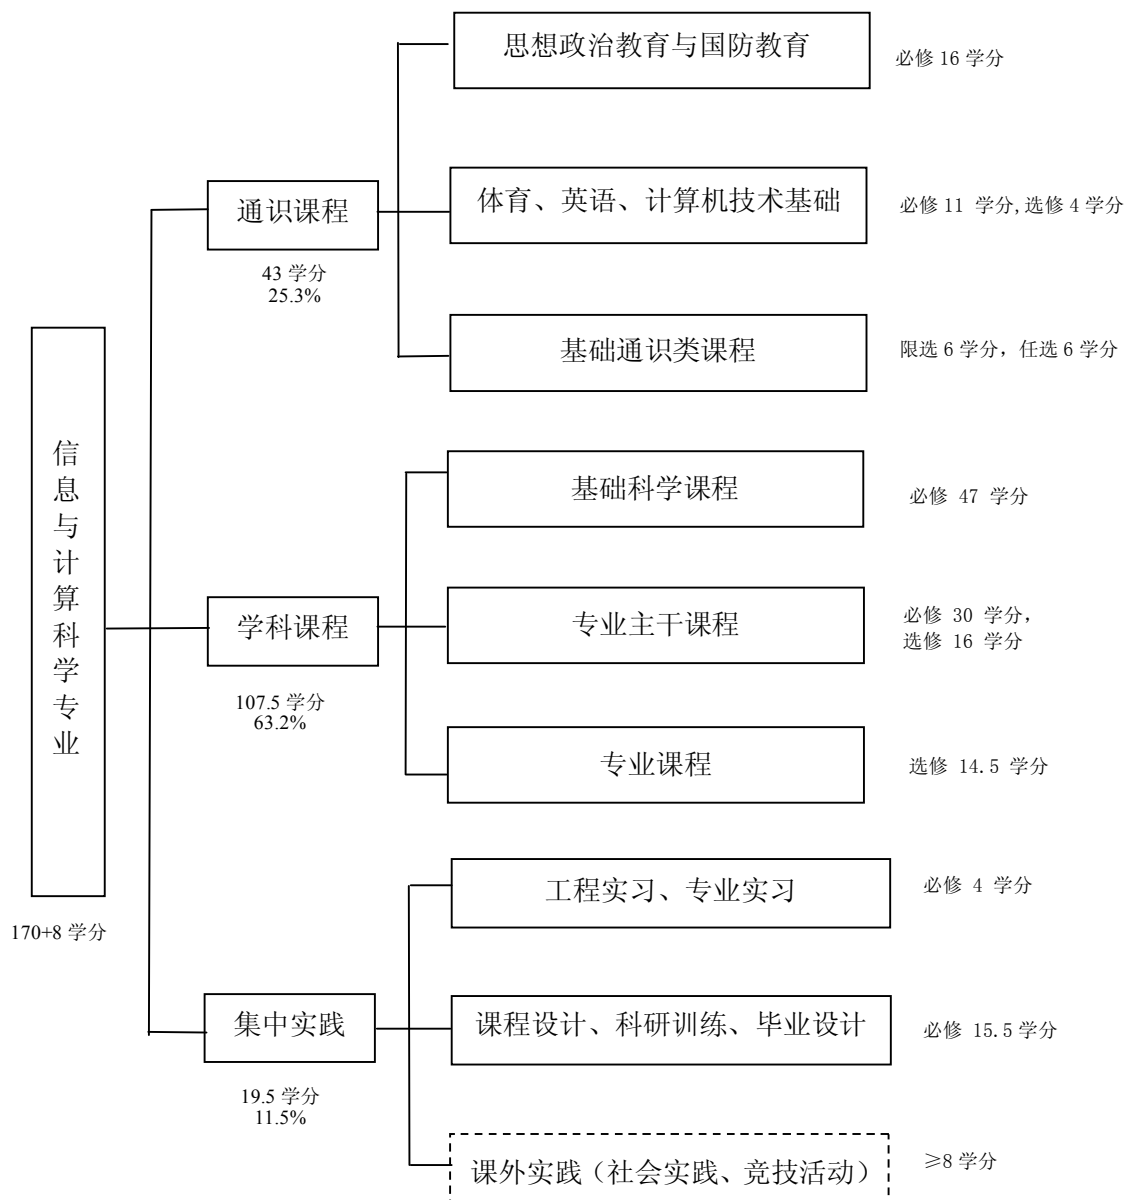 信息与计算科学专业
170+8 学分
通识课程
43 学分
25.3%
思想政治教育与国防教育
必修 16 学分
体育、英语、计算机技术基础
必修 11 学分,选修 4 学分
基础通识类课程
限选 6 学分，任选 6 学分
学科课程
107.5 学分
63.2%
基础科学课程
必修 47 学分
专业主干课程
必修 30 学分，
选修 16 学分
专业课程
选修 14.5 学分
集中实践
19.5 学分
11.5%
工程实习、专业实习
必修 4 学分
课程设计、科研训练、毕业设计
必修 15.5 学分
课外实践（社会实践、竞技活动）
≥8 学分